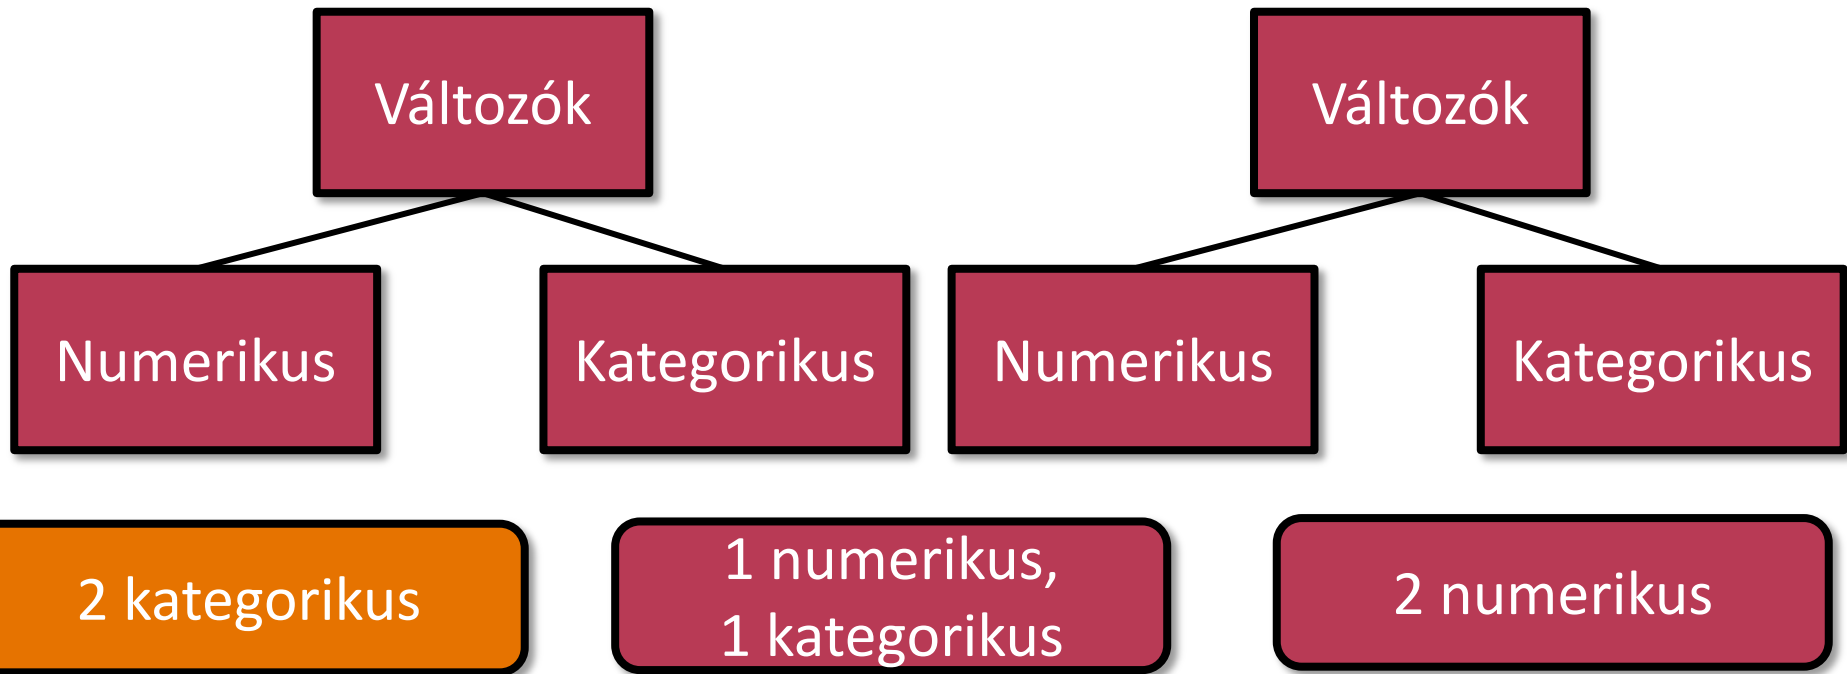 Változók
Változók
Numerikus
Kategorikus
Numerikus
Kategorikus
2 kategorikus
1 numerikus,
1 kategorikus
2 numerikus